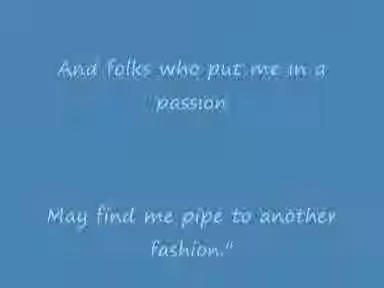 And folks who put me in a
passion
May find me pipe to another
fashion."